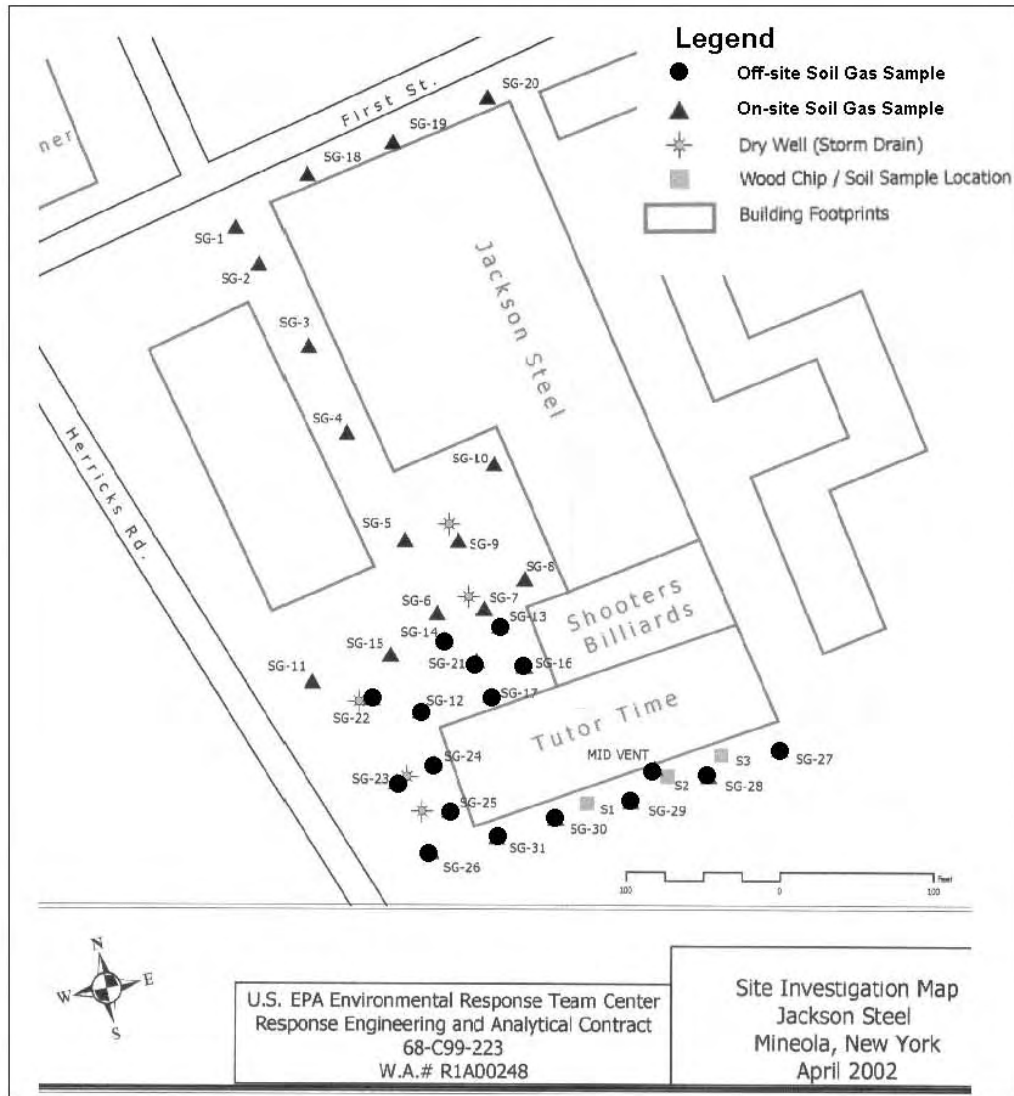 Legend
Off-site Soil Gas Sample
On-site Soil Gas Sample
Dry Well (Storm Drain)
Wood Chip / Soil Sample Location
Building Footprints
ner
First St.
SG-20
SG-19
SG-18
SG-1
SG-2
SG-3
SG-4
Jackson Steel
Herricks Rd.
SG-10
SG-5
SG-9
SG-8
SG-6
SG-7
SG-13
SG-14
Shooters
Billiards
SG-15
SG-21
SG-16
SG-11
SG-22
SG-12
SG-17
Tutor Time
MID VENT
SG-24
S3
SG-27
SG-23
S2
SG-28
SG-25
S1
SG-29
SG-30
SG-31
SG-26
100
0
100
Feet
N
E
W
S
U.S. EPA Environmental Response Team Center
Response Engineering and Analytical Contract
68-C99-223
W.A.# R1A00248
Site Investigation Map
Jackson Steel
Mineola, New York
April 2002